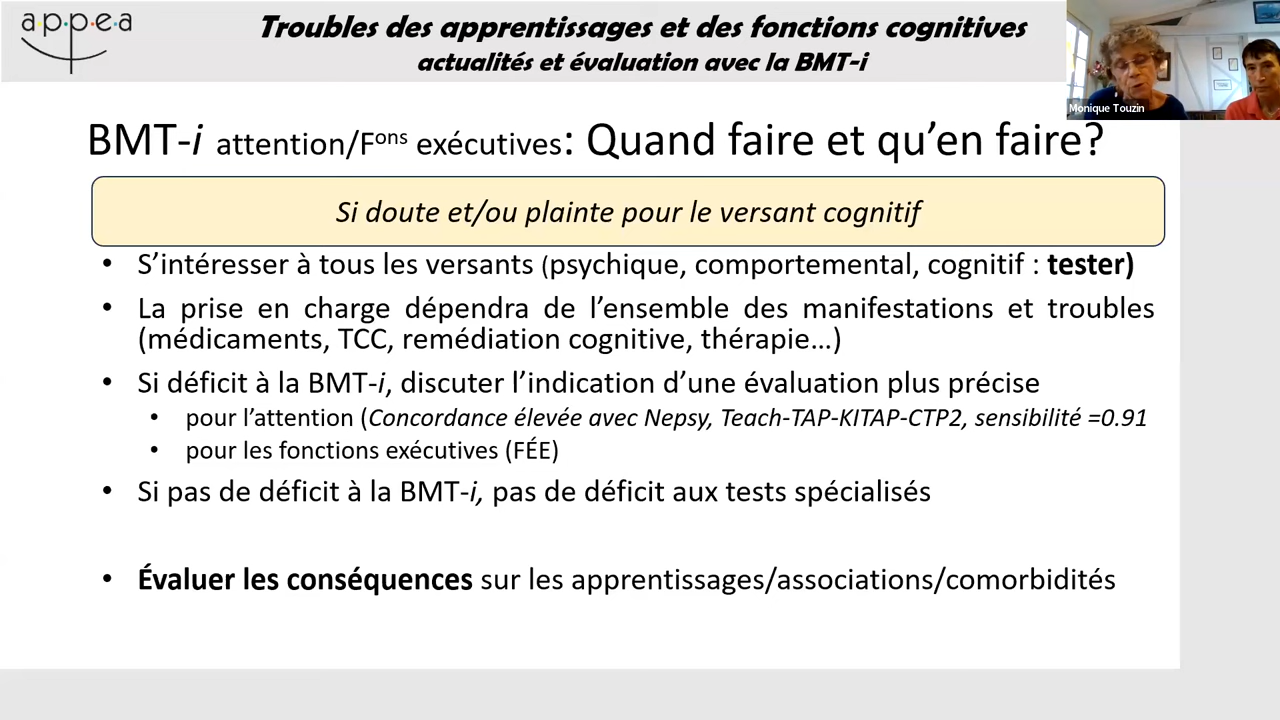 a·p·p·e·a
Troubles des apprentissages et des fonctions cognitives
actualités et évaluation avec la BMT-i
Monique Touzin
BMT-i attention/Fons exécutives: Quand faire et qu'en faire?
Si doute et/ou plainte pour le versant cognitif
• S'intéresser à tous les versants (psychique, comportemental, cognitif : tester)
• La prise en charge dépendra de l'ensemble des manifestations et troubles
(médicaments, TCC, remédiation cognitive, thérapie…)
• Si déficit à la BMT-i, discuter l'indication d'une évaluation plus précise
• pour l'attention (Concordance élevée avec Nepsy, Teach-TAP-KITAP-CTP2, sensibilité =0.91
• pour les fonctions exécutives (FÉE)
• Si pas de déficit à la BMT-i, pas de déficit aux tests spécialisés
• Évaluer les conséquences sur les apprentissages/associations/comorbidités